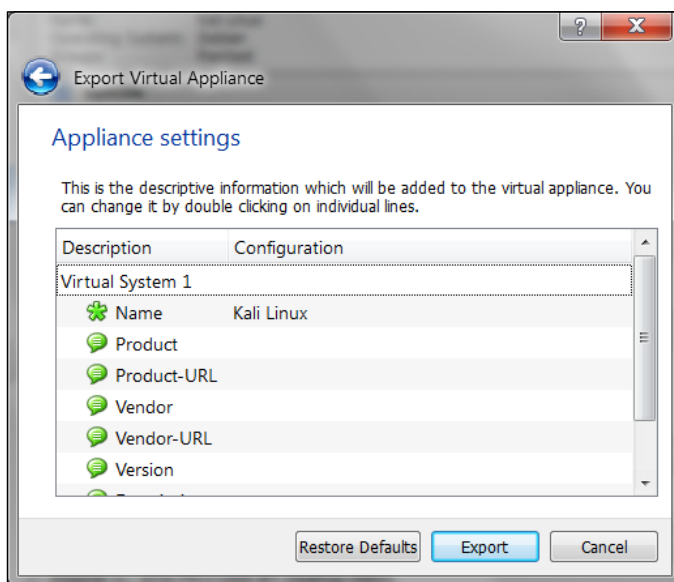 Export Virtual Appliance
Appliance settings
This is the descriptive information which will be added to the virtual appliance. You
can change it by double clicking on individual lines.
Description Configuration
Virtual System 1
Name Kali Linux
Product
Product-URL
Vendor
Vendor-URL
Version
Restore Defaults Export Cancel